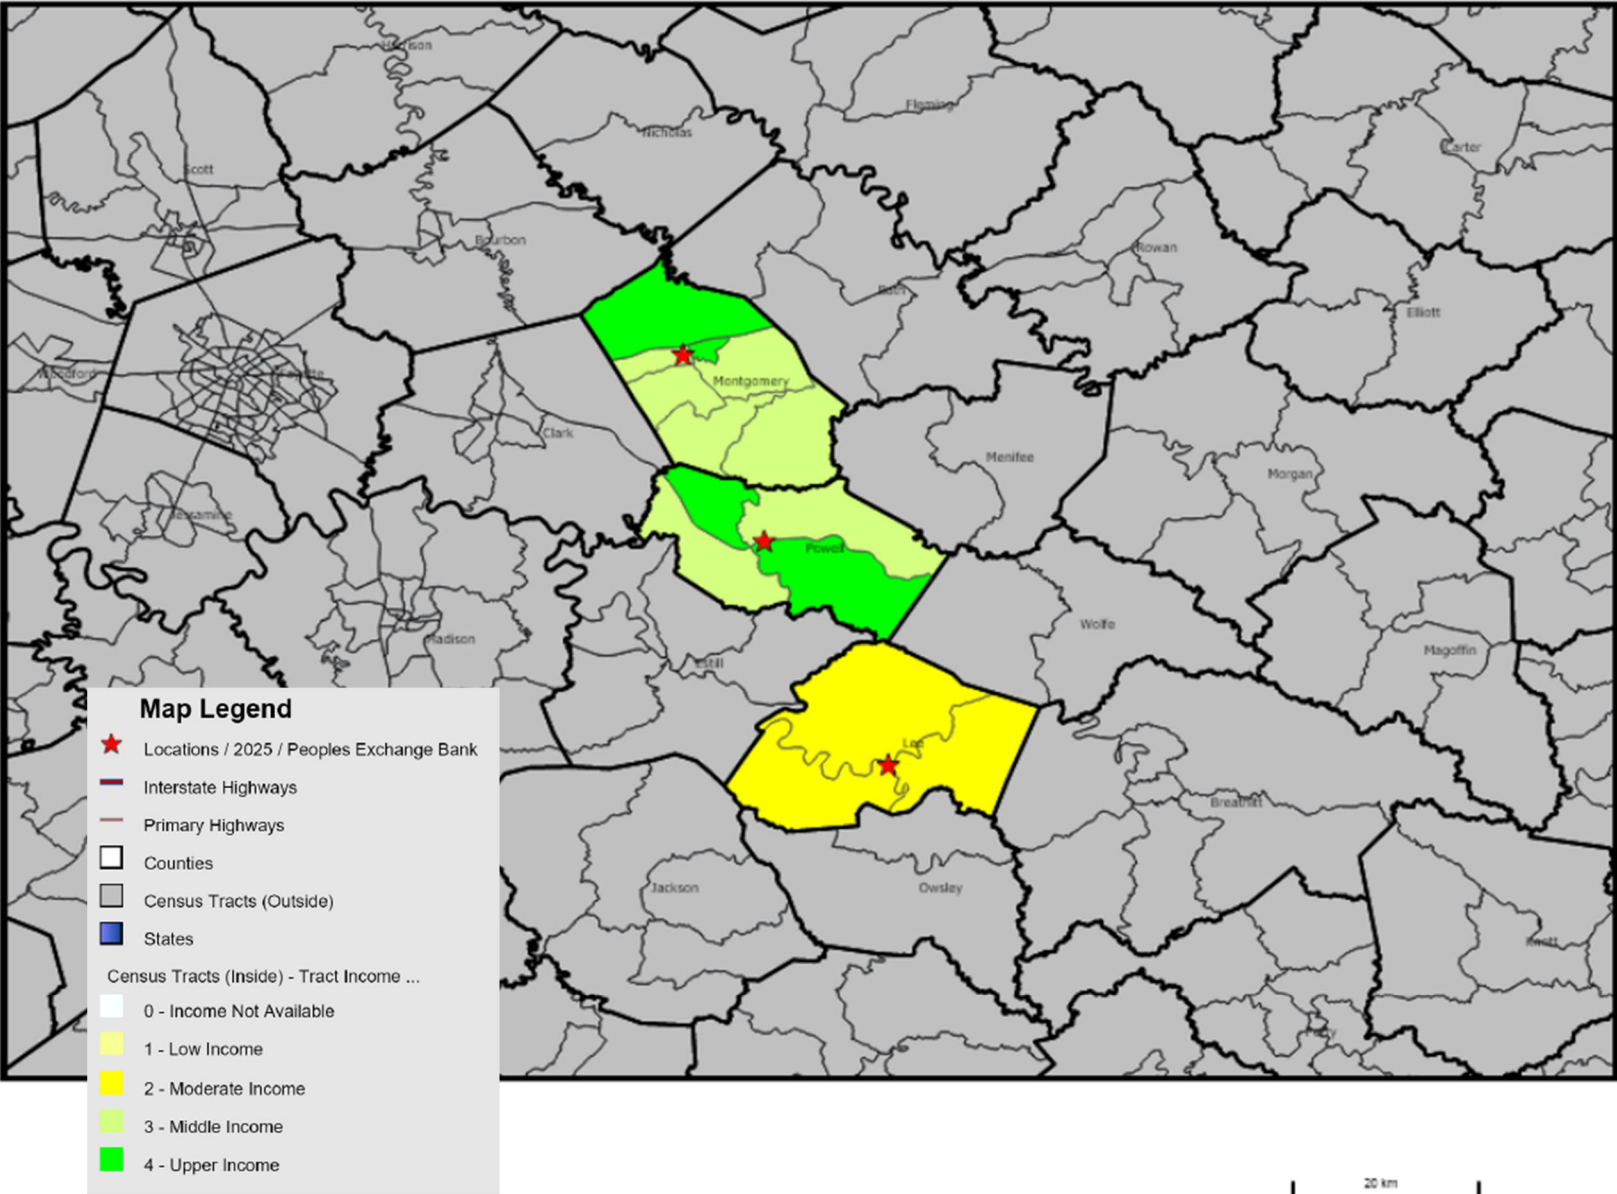 Harrison
Fleming
Nicholas
Carter
Scott
Bourbon
Rowan
Bath
Elliott
Woodford
Fayette
Montgomery
Clark
Menifee
Morgan
Jessamine
Powell
Wolfe
Madison
Magoffin
Estill
Lee
Breathitt
Jackson
Owsley
Knott
Perry
Map Legend
Locations / 2025 / Peoples Exchange Bank
Interstate Highways
Primary Highways
Counties
Census Tracts (Outside)
States
Census Tracts (Inside) - Tract Income ...
0 - Income Not Available
1 - Low Income
2 - Moderate Income
3 - Middle Income
4 - Upper Income
20 km